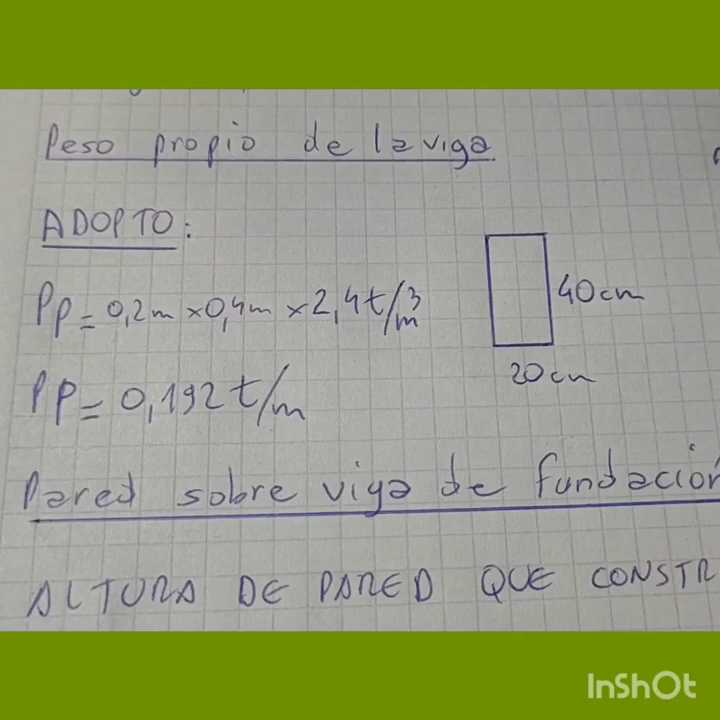 Peso propio de la viga
ADOPTO:
Pp = 0,2m x 0,4m x 2,4t/m3
40cm
20cm
Pp = 0,192 t/m
Pared sobre viga de fundación
ALTURA DE PARED QUE CONSTR
InShOt